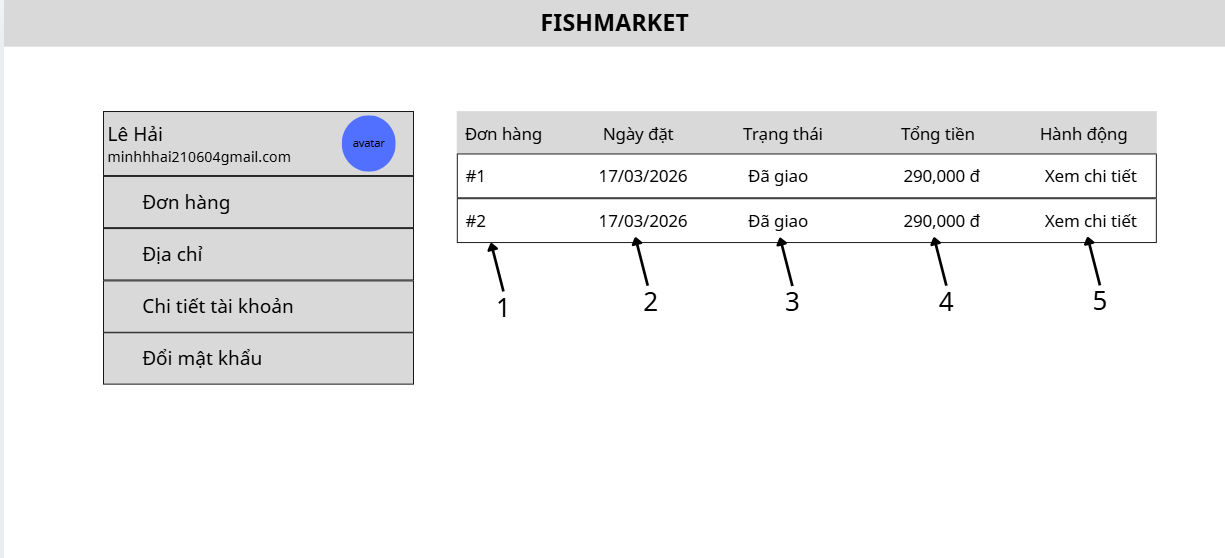 FISHMARKET
Lê Hải
minhhhai210604gmail.com
avatar
Đơn hàng
Địa chỉ
Chi tiết tài khoản
Đổi mật khẩu
Đơn hàng Ngày đặt Trạng thái Tổng tiền Hành động
#1 17/03/2026 Đã giao 290,000 đ Xem chi tiết
#2 17/03/2026 Đã giao 290,000 đ Xem chi tiết
1 2 3 4 5